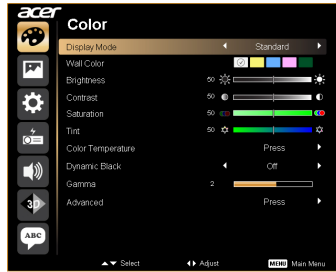 acer
Color
Display Mode Standard
Wall Color
Brightness 50
Contrast 50
Saturation 50
Tint 50
Color Temperature Press
Dynamic Black Off
Gamma 2
3D
Advanced Press
ABC
Select Adjust MENU Main Menu